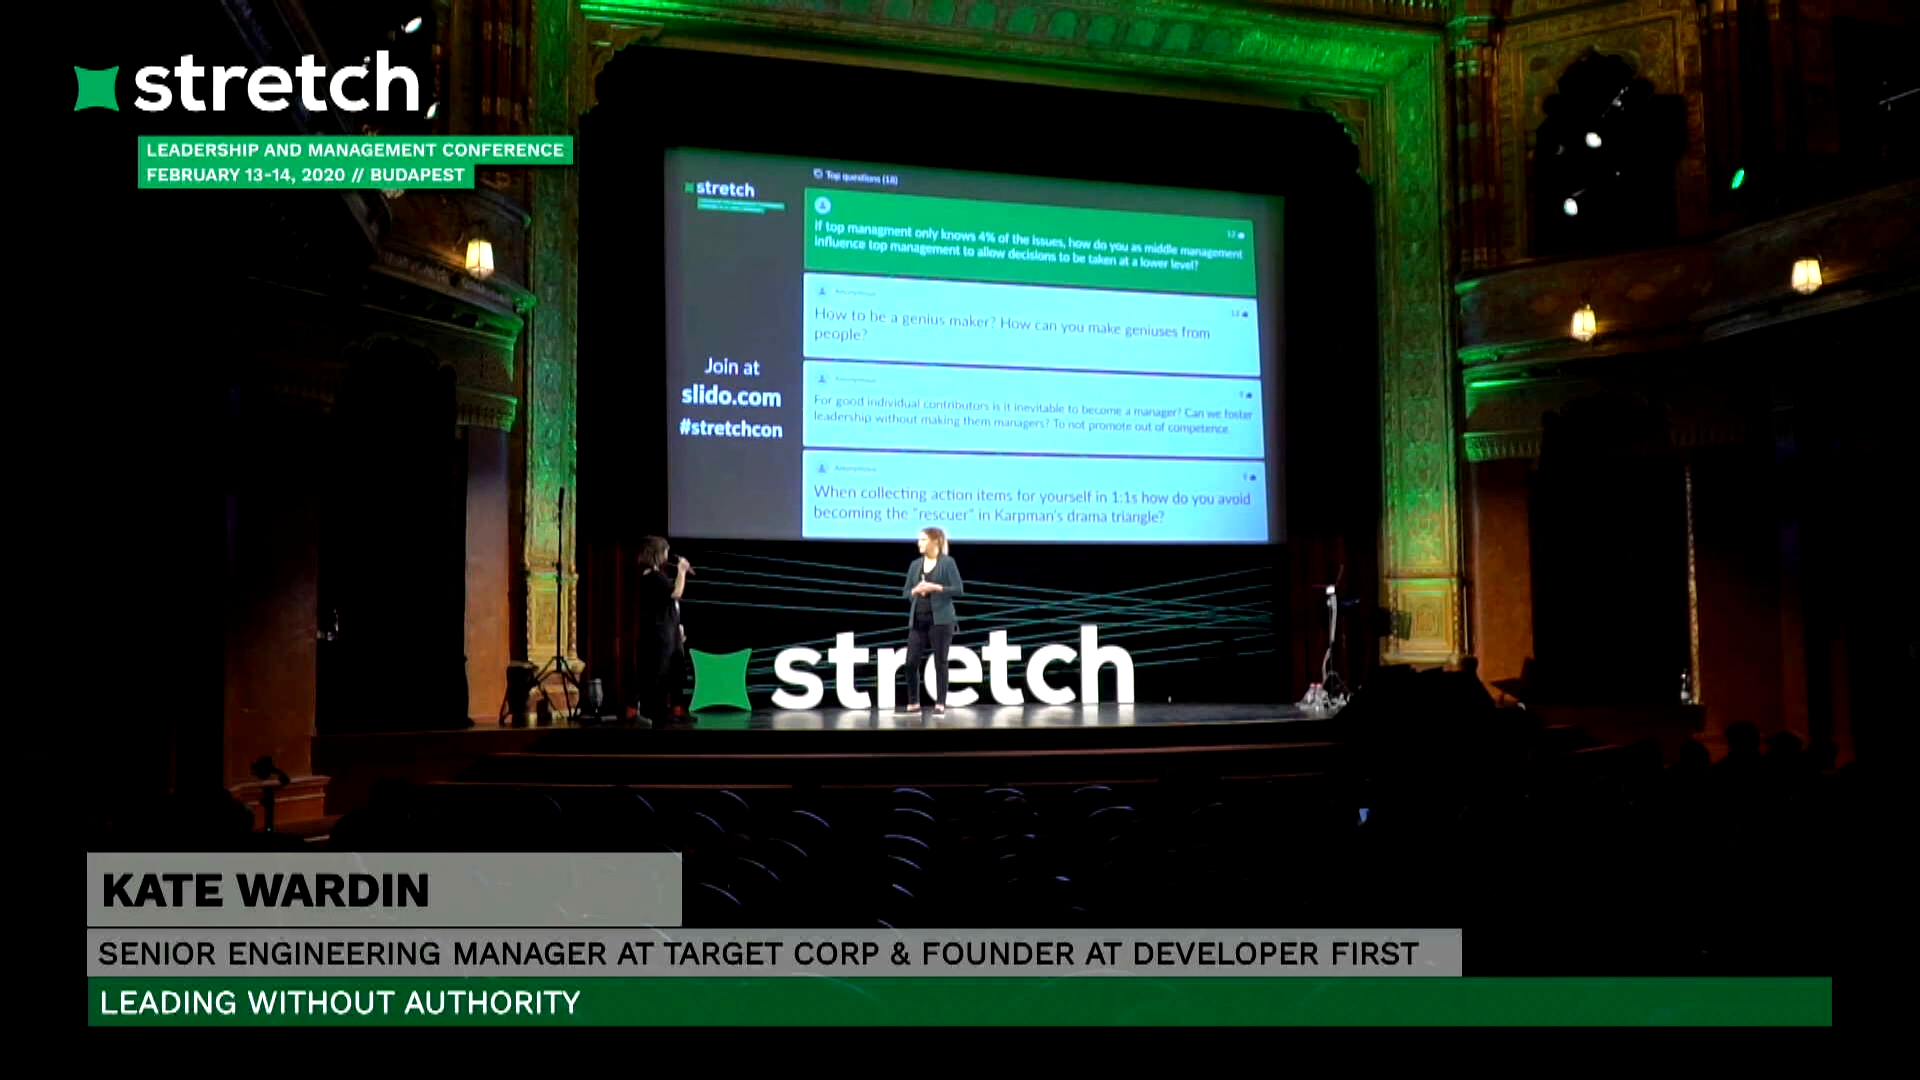 stretch
LEADERSHIP AND MANAGEMENT CONFERENCE
FEBRUARY 13-14, 2020 // BUDAPEST
stretch
Top questions (18)
If top managment only knows 4% of the issues, how do you as middle management
influence top management to allow decisions to be taken at a lower level?
Anonymous
How to be a genius maker? How can you make geniuses from
people?
Anonymous
For good individual contributors is it inevitable to become a manager? Can we foster
leadership without making them managers? To not promote out of competence.
Anonymous
When collecting action items for yourself in 1:1s how do you avoid
becoming the "rescuer" in Karpman's drama triangle?
Join at
slido.com
#stretchcon
stretch
KATE WARDIN
SENIOR ENGINEERING MANAGER AT TARGET CORP & FOUNDER AT DEVELOPER FIRST
LEADING WITHOUT AUTHORITY